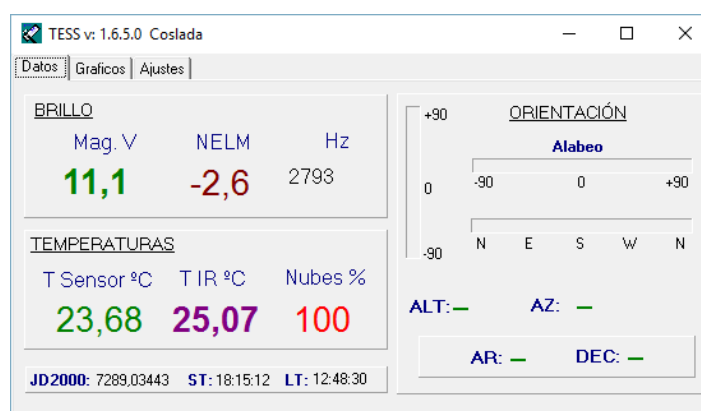 TESS v: 1.6.5.0 Coslada
Datos Graficos Ajustes
BRILLO
Mag. V NELM Hz
11,1 -2,6 2793
TEMPERATURAS
T Sensor ºC T IR ºC Nubes %
23,68 25,07 100
JD2000: 7289,03443 ST: 18:15:12 LT: 12:48:30
ORIENTACIÓN
Alabeo
+90
0
-90
-90 0 +90
N E S W N
ALT: — AZ: —
AR: — DEC: —